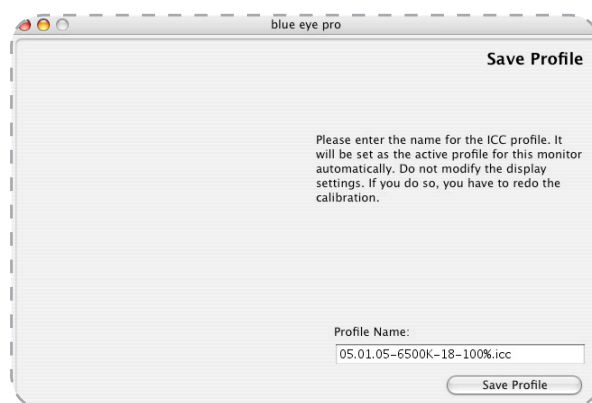 blue eye pro
Save Profile
Please enter the name for the ICC profile. It
will be set as the active profile for this monitor
automatically. Do not modify the display
settings. If you do so, you have to redo the
calibration.
Profile Name:
05.01.05-6500K-18-100%.icc
Save Profile